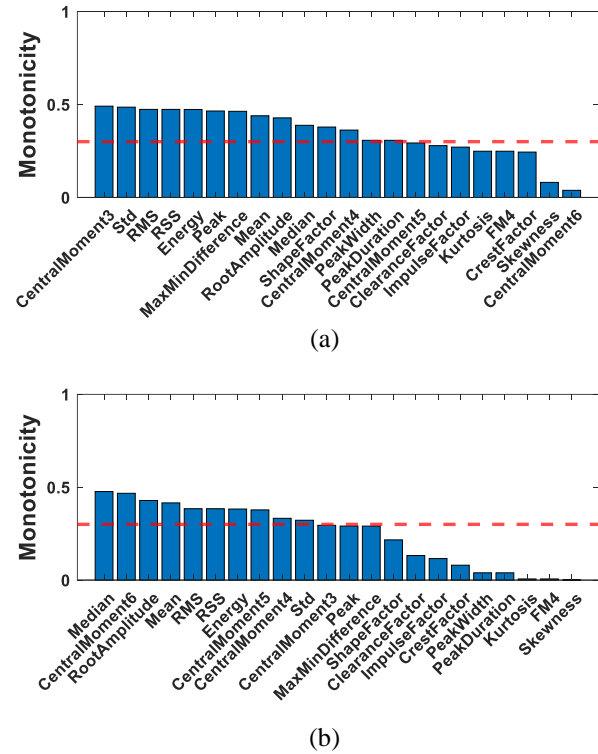 1
0.5
0
Monotonicity
CentralMoment3
Std
RMS
RSS
Energy
Peak
MaxMinDifference
Mean
RootAmplitude
Median
ShapeFactor
CentralMoment4
PeakWidth
PeakDuration
CentralMoment5
ClearanceFactor
ImpulseFactor
Kurtosis
FM4
CrestFactor
Skewness
CentralMoment6
(a)
1
0.5
0
Monotonicity
Median
CentralMoment6
RootAmplitude
Mean
RMS
RSS
Energy
CentralMoment5
CentralMoment4
Std
CentralMoment3
Peak
MaxMinDifference
ShapeFactor
ClearanceFactor
ImpulseFactor
CrestFactor
PeakWidth
PeakDuration
Kurtosis
FM4
Skewness
(b)